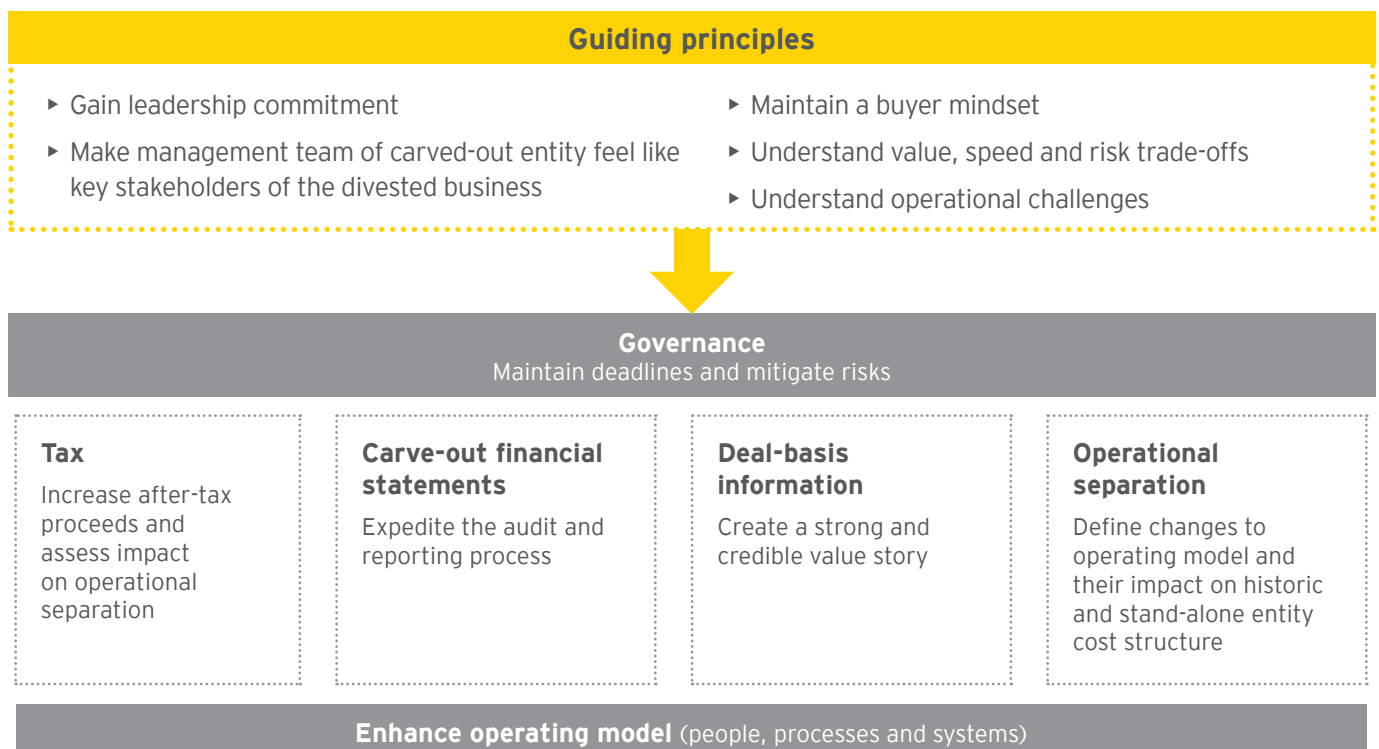 Guiding principles
▸ Gain leadership commitment
▸ Make management team of carved-out entity feel like
key stakeholders of the divested business
▸ Maintain a buyer mindset
▸ Understand value, speed and risk trade-offs
▸ Understand operational challenges
Governance
Maintain deadlines and mitigate risks
Tax
Increase after-tax
proceeds and
assess impact
on operational
separation
Carve-out financial
statements
Expedite the audit and
reporting process
Deal-basis
information
Create a strong and
credible value story
Operational
separation
Define changes to
operating model and
their impact on historic
and stand-alone entity
cost structure
Enhance operating model (people, processes and systems)